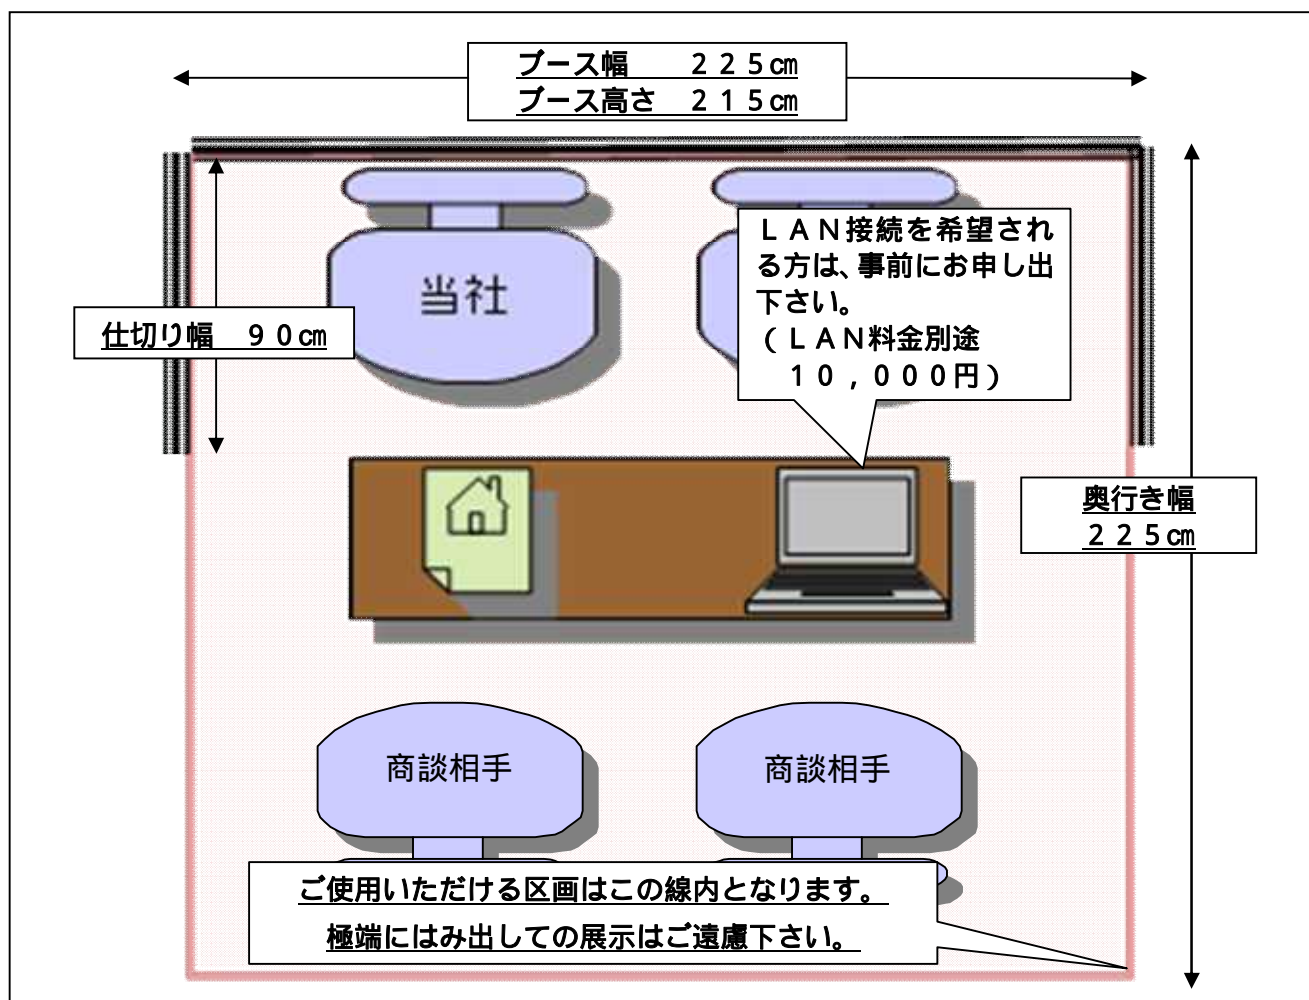 ブース幅　　２２５㎝
ブース高さ　２１５㎝
当社
ＬＡＮ接続を希望され
る方は、事前にお申し出
下さい。
（ＬＡＮ料金別途
　１０，０００円）
仕切り幅　９０㎝
奥行き幅
２２５㎝
商談相手
商談相手
ご使用いただける区画はこの線内となります。
極端にはみ出しての展示はご遠慮下さい。